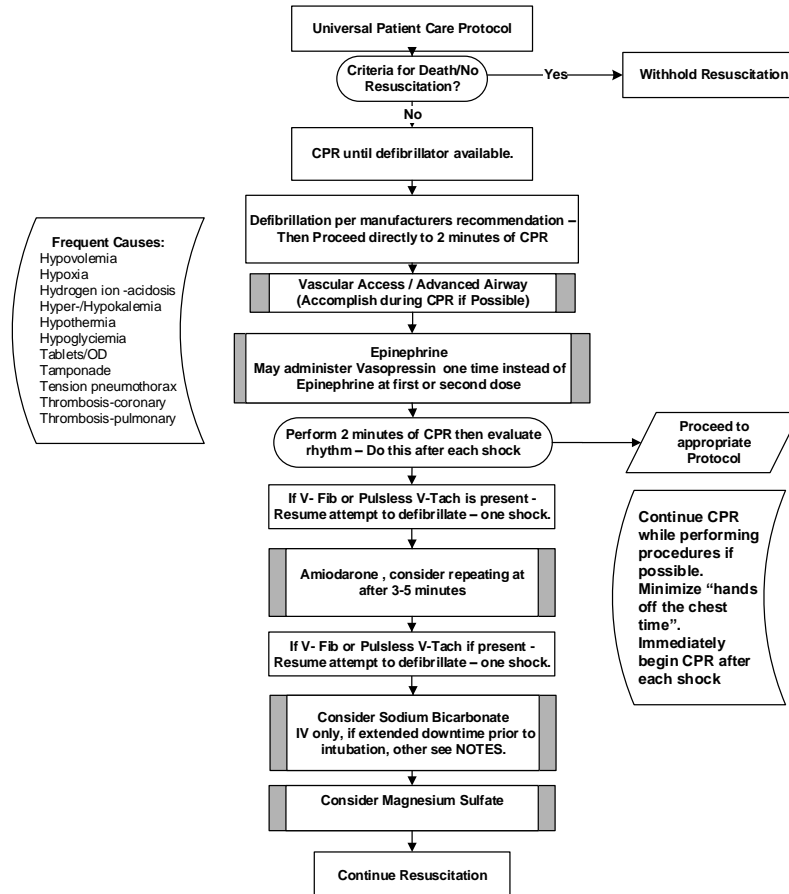 Universal Patient Care Protocol
Criteria for Death/No
Resuscitation?
Yes
Withhold Resuscitation
No
CPR until defibrillator available.
Defibrillation per manufacturers recommendation –
Then Proceed directly to 2 minutes of CPR
Frequent Causes:
Hypovolemia
Hypoxia
Hydrogen ion -acidosis
Hyper-/Hypokalemia
Hypothermia
Hypoglyciemia
Tablets/OD
Tamponade
Tension pneumothorax
Thrombosis-coronary
Thrombosis-pulmonary
Vascular Access / Advanced Airway
(Accomplish during CPR if Possible)
Epinephrine
May administer Vasopressin one time instead of
Epinephrine at first or second dose
Perform 2 minutes of CPR then evaluate
rhythm – Do this after each shock
Proceed to
appropriate
Protocol
If V- Fib or Pulsless V-Tach is present -
Resume attempt to defibrillate – one shock.
Continue CPR
while performing
procedures if
possible.
Minimize “hands
off the chest
time”.
Immediately
begin CPR after
each shock
Amiodarone , consider repeating at
after 3-5 minutes
If V- Fib or Pulsless V-Tach if present -
Resume attempt to defibrillate – one shock.
Consider Sodium Bicarbonate
IV only, if extended downtime prior to
intubation, other see NOTES.
Consider Magnesium Sulfate
Continue Resuscitation